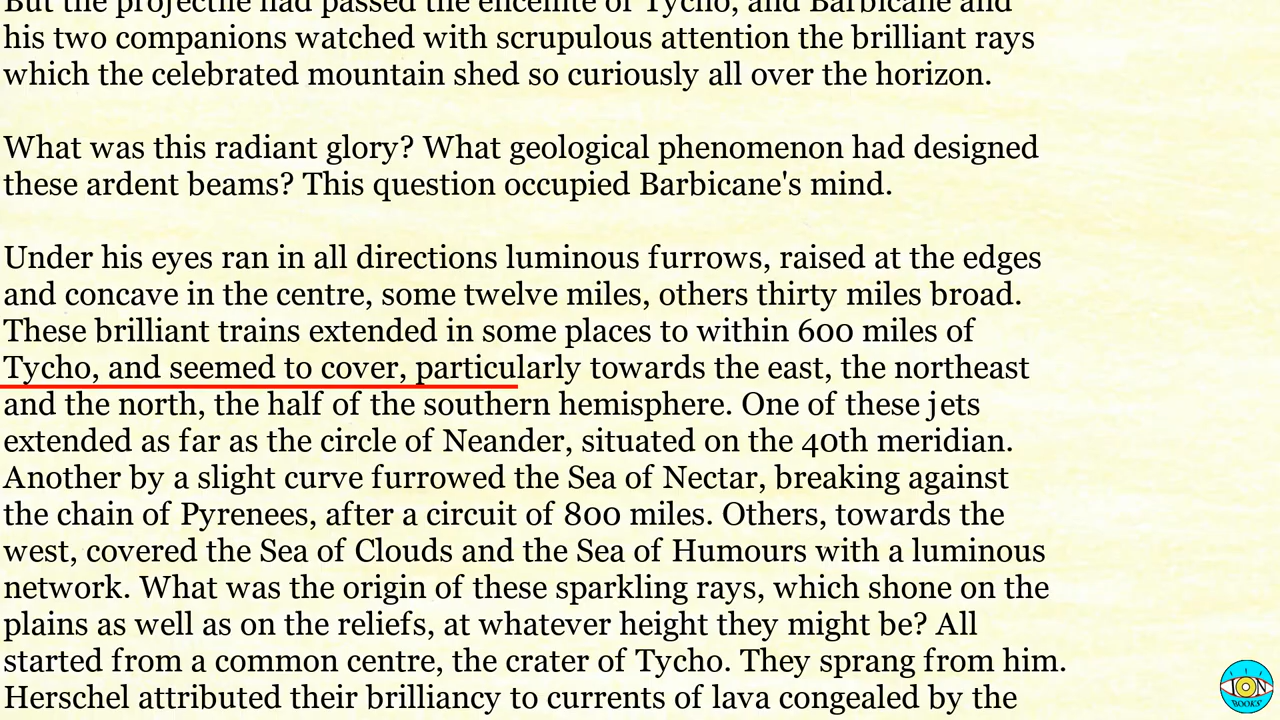 But the projectile had passed the enceinte of Tycho, and Barbicane and
his two companions watched with scrupulous attention the brilliant rays
which the celebrated mountain shed so curiously all over the horizon.
What was this radiant glory? What geological phenomenon had designed
these ardent beams? This question occupied Barbicane's mind.
Under his eyes ran in all directions luminous furrows, raised at the edges
and concave in the centre, some twelve miles, others thirty miles broad.
These brilliant trains extended in some places to within 600 miles of
Tycho, and seemed to cover, particularly towards the east, the northeast
and the north, the half of the southern hemisphere. One of these jets
extended as far as the circle of Neander, situated on the 40th meridian.
Another by a slight curve furrowed the Sea of Nectar, breaking against
the chain of Pyrenees, after a circuit of 800 miles. Others, towards the
west, covered the Sea of Clouds and the Sea of Humours with a luminous
network. What was the origin of these sparkling rays, which shone on the
plains as well as on the reliefs, at whatever height they might be? All
started from a common centre, the crater of Tycho. They sprang from him.
Herschel attributed their brilliancy to currents of lava congealed by the
ION
BOOKS